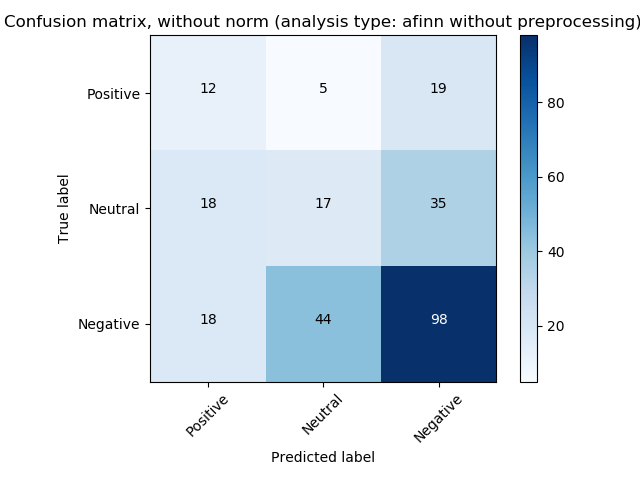 Confusion matrix, without norm (analysis type: afinn without preprocessing)
Positive 12 5 19
Neutral 18 17 35
Negative 18 44 98
Positive Neutral Negative
True label
Predicted label
80
60
40
20